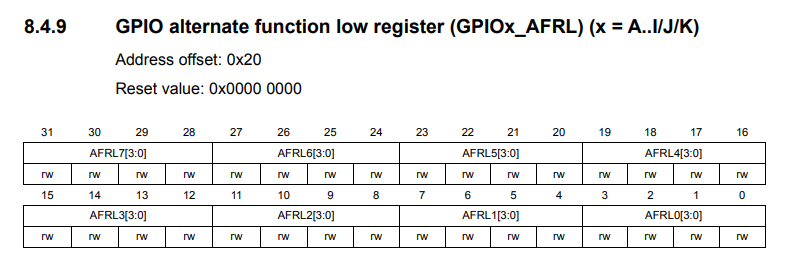 8.4.9 GPIO alternate function low register (GPIOx_AFRL) (x = A..I/J/K)
Address offset: 0x20
Reset value: 0x0000 0000
31 30 29 28 27 26 25 24 23 22 21 20 19 18 17 16
AFRL7[3:0] AFRL6[3:0] AFRL5[3:0] AFRL4[3:0]
rw rw rw rw rw rw rw rw rw rw rw rw rw rw rw rw
15 14 13 12 11 10 9 8 7 6 5 4 3 2 1 0
AFRL3[3:0] AFRL2[3:0] AFRL1[3:0] AFRL0[3:0]
rw rw rw rw rw rw rw rw rw rw rw rw rw rw rw rw